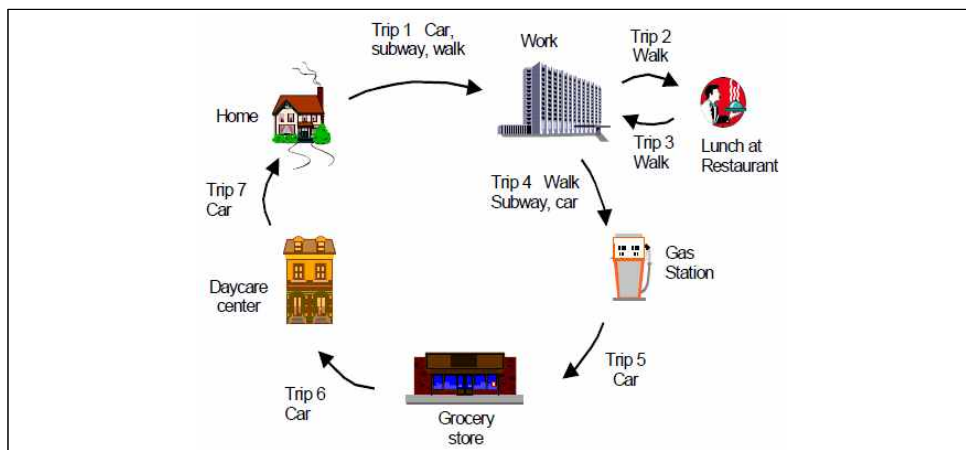 Trip 1 Car,
subway, walk
Work
Trip 2
Walk
Home
Trip 3
Walk
Lunch at
Restaurant
Trip 4 Walk
Subway, car
Trip 7
Car
Gas
Station
Daycare
center
Trip 5
Car
Trip 6
Car
Grocery
store